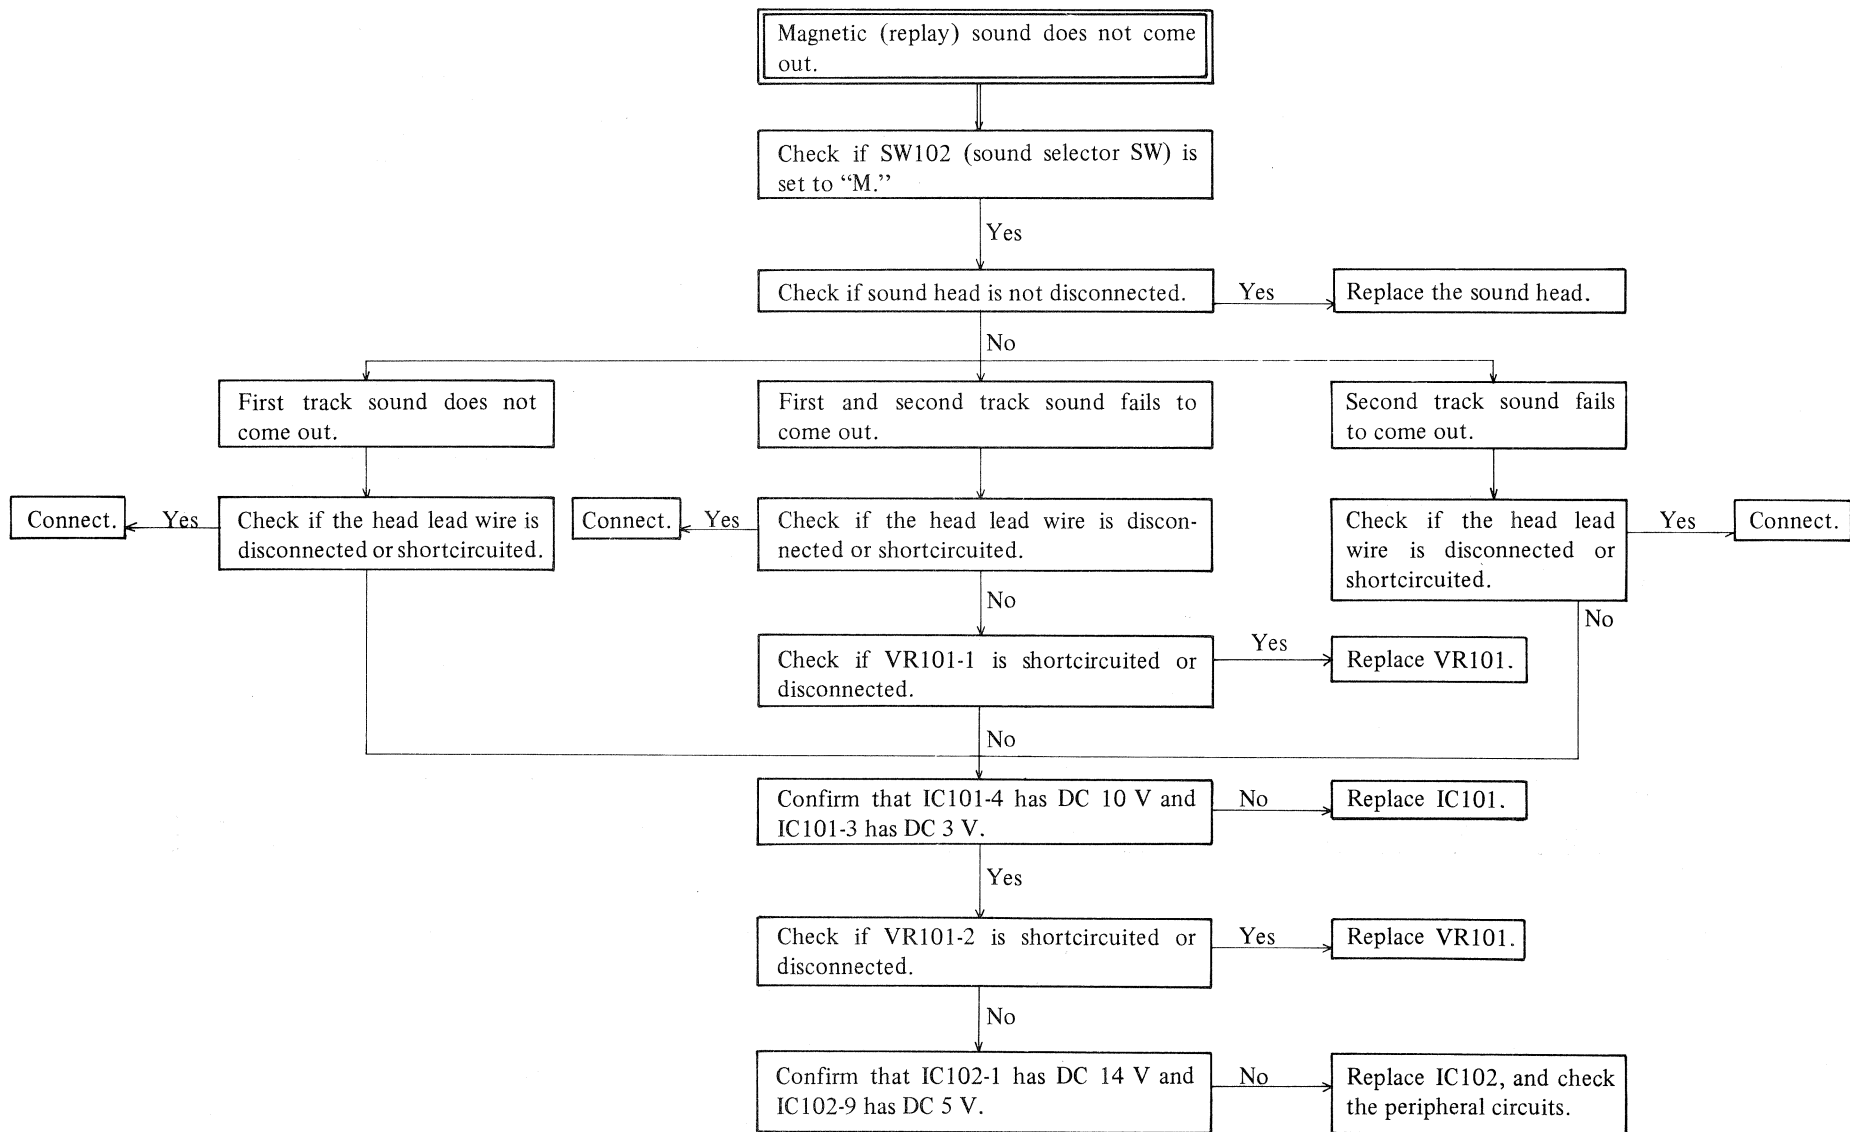 Magnetic (replay) sound does not come
out.
Check if SW102 (sound selector SW) is
set to “M.”
Yes
Check if sound head is not disconnected.
Yes
Replace the sound head.
No
First track sound does not
come out.
First and second track sound fails to
come out.
Second track sound fails
to come out.
Connect.
Yes
Check if the head lead wire is
disconnected or shortcircuited.
Connect.
Yes
Check if the head lead wire is discon-
nected or shortcircuited.
Check if the head lead
wire is disconnected or
shortcircuited.
Yes
Connect.
No
No
Check if VR101-1 is shortcircuited or
disconnected.
Yes
Replace VR101.
No
Confirm that IC101-4 has DC 10 V and
IC101-3 has DC 3 V.
No
Replace IC101.
Yes
Check if VR101-2 is shortcircuited or
disconnected.
Yes
Replace VR101.
No
Confirm that IC102-1 has DC 14 V and
IC102-9 has DC 5 V.
No
Replace IC102, and check
the peripheral circuits.